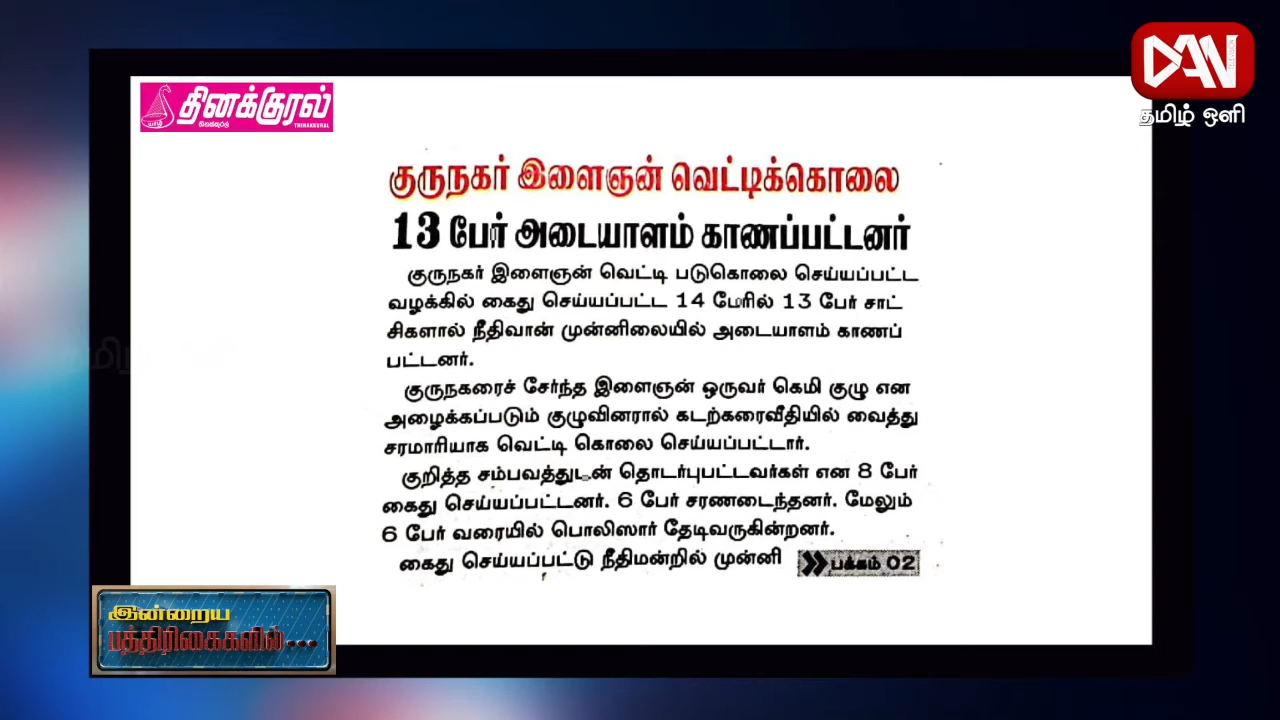 தினக்குரல்
யாழ்
தினக்குரல்
THINAKKURAL
DAN
தமிழ் ஒளி
குருநகர் இளைஞன் வெட்டிக்கொலை
13 பேர் அடையாளம் காணப்பட்டனர்
குருநகர் இளைஞன் வெட்டி படுகொலை செய்யப்பட்ட
வழக்கில் கைது செய்யப்பட்ட 14 மேரில் 13 பேர் சாட்
சிகளால் நீதிவான் முன்னிலையில் அடையாளம் காணப்
பட்டனர்.
குருநகரைச் சேர்ந்த இளைஞன் ஒருவர் கெமி குழு என
அழைக்கப்படும் குழுவினரால் கடற்கரைவீதியில் வைத்து
சரமாரியாக வெட்டி கொலை செய்யப்பட்டார்.
குறித்த சம்பவத்துடன் தொடர்புபட்டவர்கள் என 8 பேர்
கைது செய்யப்பட்டனர். 6 பேர் சரணடைந்தனர். மேலும்
6 பேர் வரையில் பொலிஸார் தேடிவருகின்றனர்.
கைது செய்யப்பட்டு நீதிமன்றில் முன்னி
பக்கம் 02
இன்றைய
பத்திரிகைகளில்...